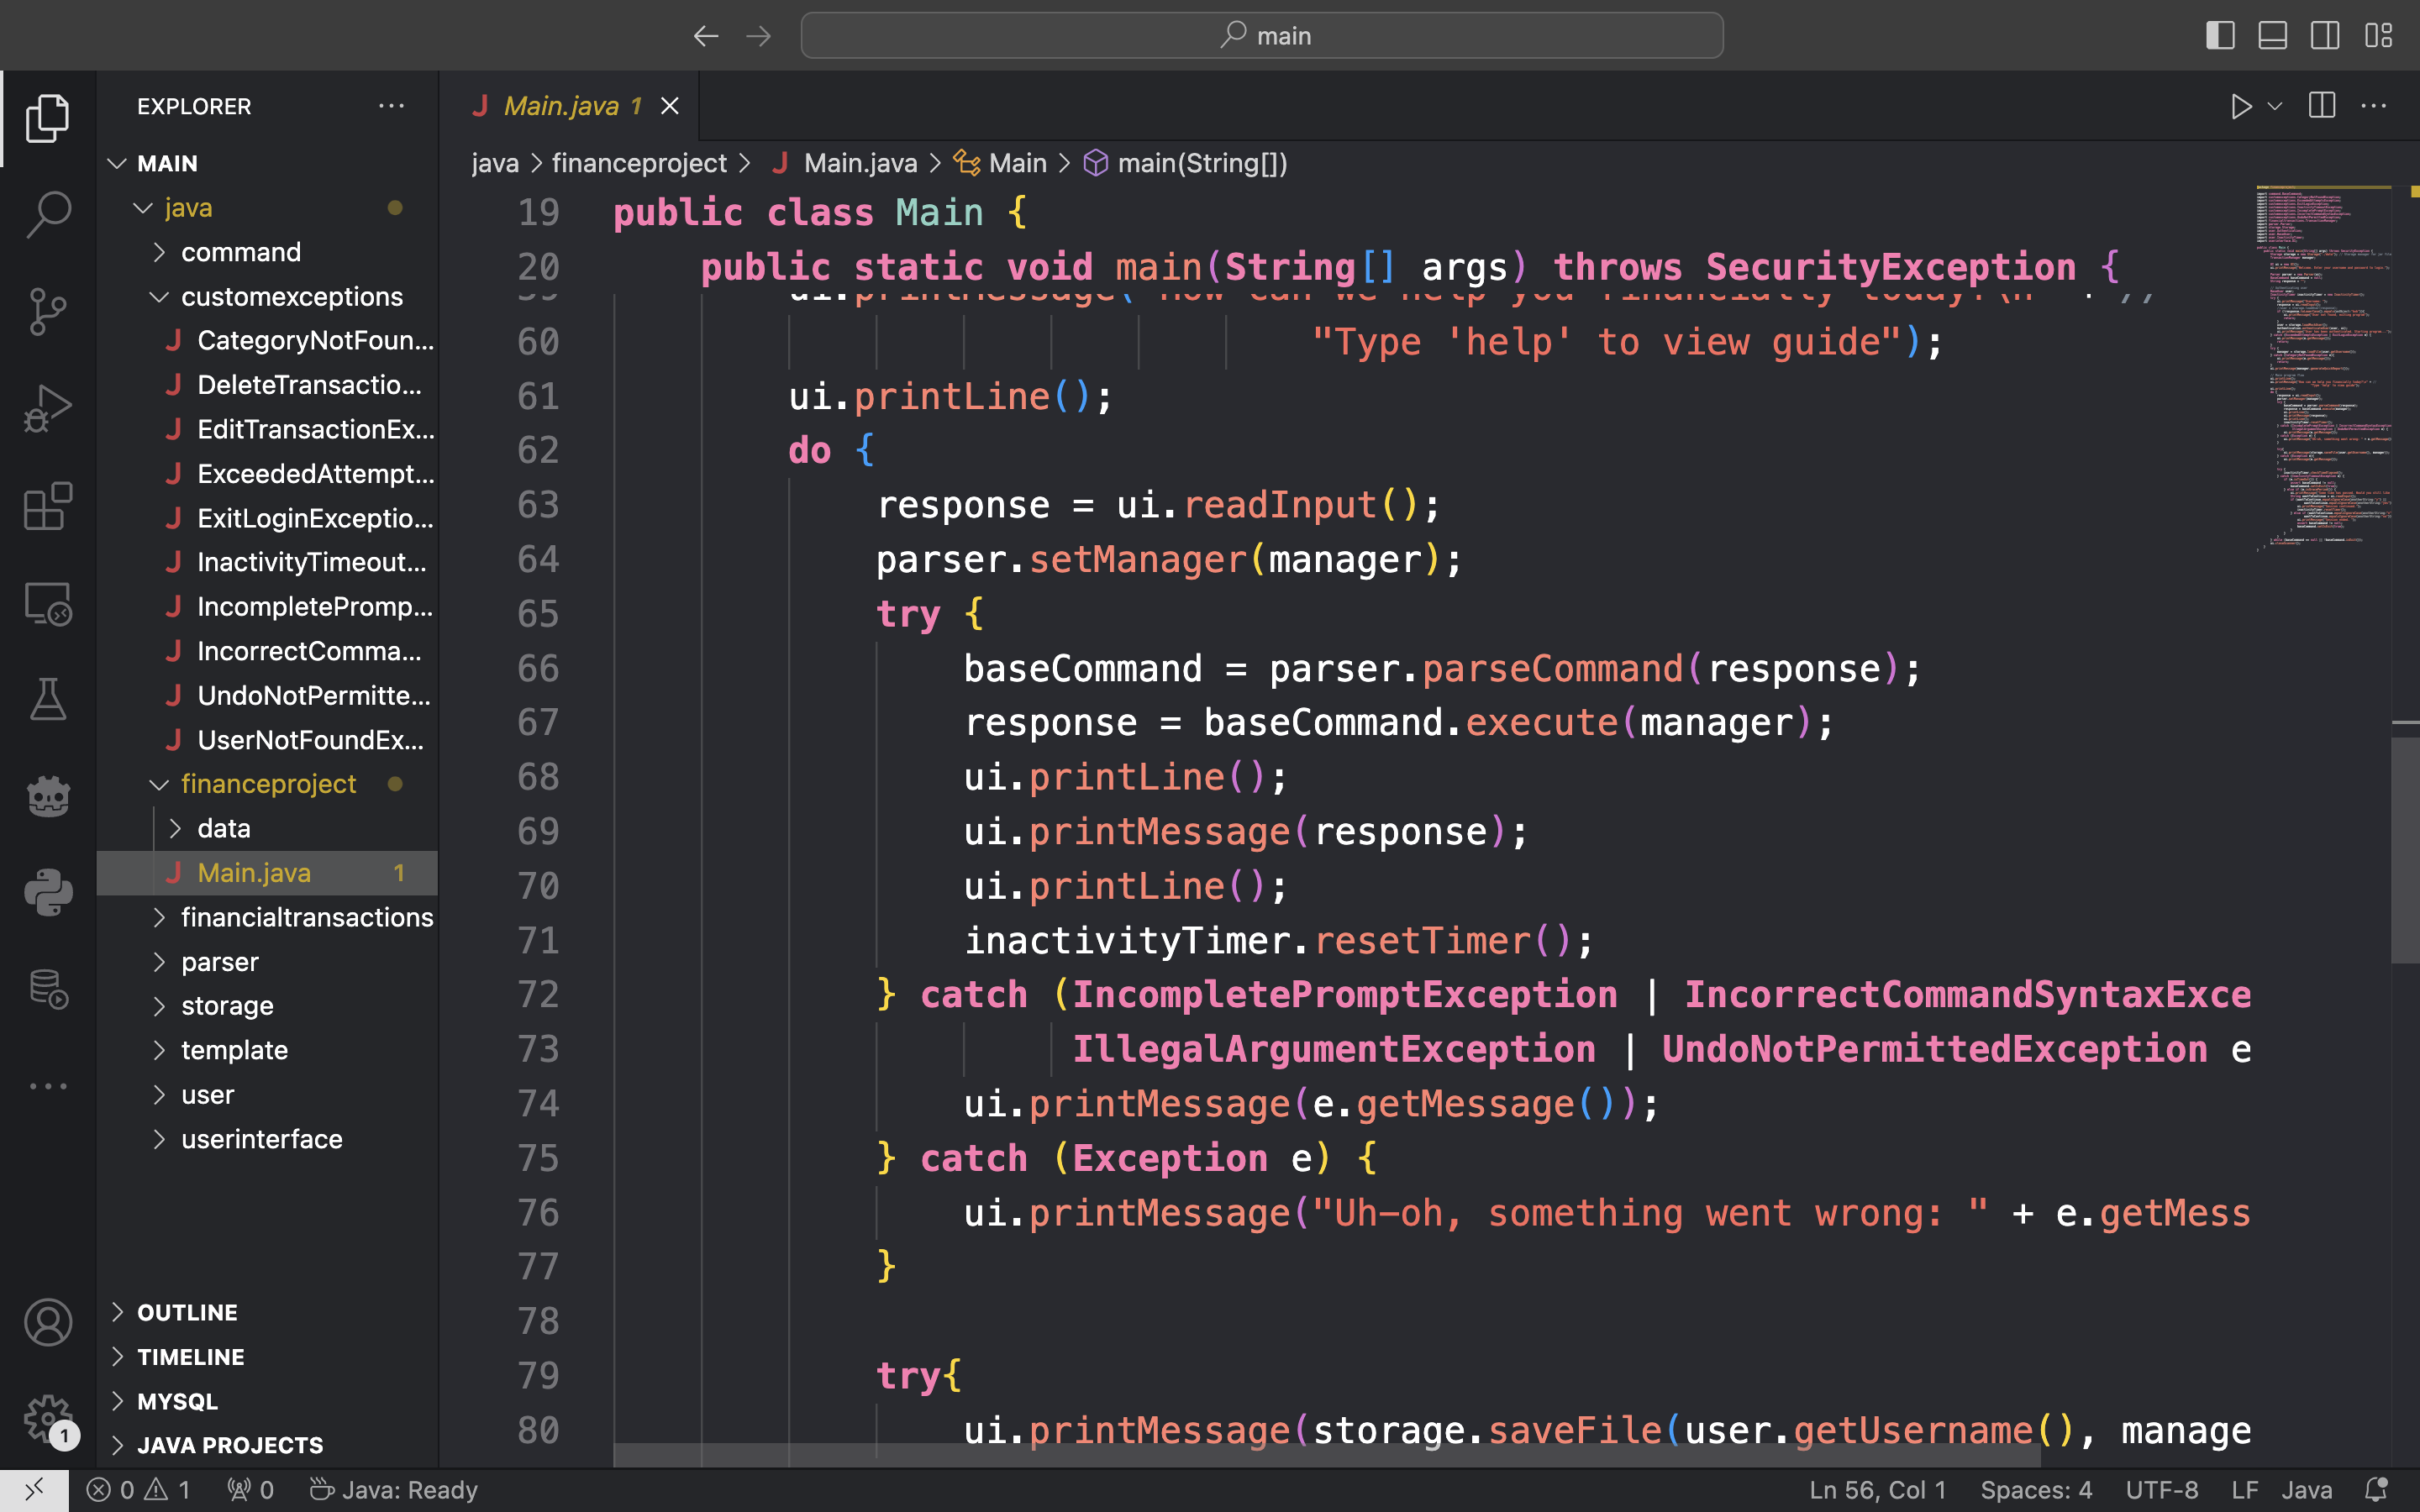 main
EXPLORER
MAIN
java
command
customexceptions
CategoryNotFoun...
DeleteTransactio...
EditTransactionEx...
ExceededAttempt...
ExitLoginExceptio...
InactivityTimeout...
IncompletePromp...
IncorrectComma...
UndoNotPermitte...
UserNotFoundEx...
financeproject
data
Main.java 1
financialtransactions
parser
storage
template
user
userinterface
OUTLINE
TIMELINE
MYSQL
JAVA PROJECTS
1
Main.java 1
java > financeproject > Main.java > Main > main(String[])
19 public class Main {
20 public static void main(String[] args) throws SecurityException {
60 "Type 'help' to view guide");
61 ui.printLine();
62 do {
63 response = ui.readInput();
64 parser.setManager(manager);
65 try {
66 baseCommand = parser.parseCommand(response);
67 response = baseCommand.execute(manager);
68 ui.printLine();
69 ui.printMessage(response);
70 ui.printLine();
71 inactivityTimer.resetTimer();
72 } catch (IncompletePromptException | IncorrectCommandSyntaxExce
73 IllegalArgumentException | UndoNotPermittedException e
74 ui.printMessage(e.getMessage());
75 } catch (Exception e) {
76 ui.printMessage("Uh-oh, something went wrong: " + e.getMess
77 }
78
79 try{
80 ui.printMessage(storage.saveFile(user.getUsername(), manage
0 1 0 Java: Ready
Ln 56, Col 1 Spaces: 4 UTF-8 LF Java